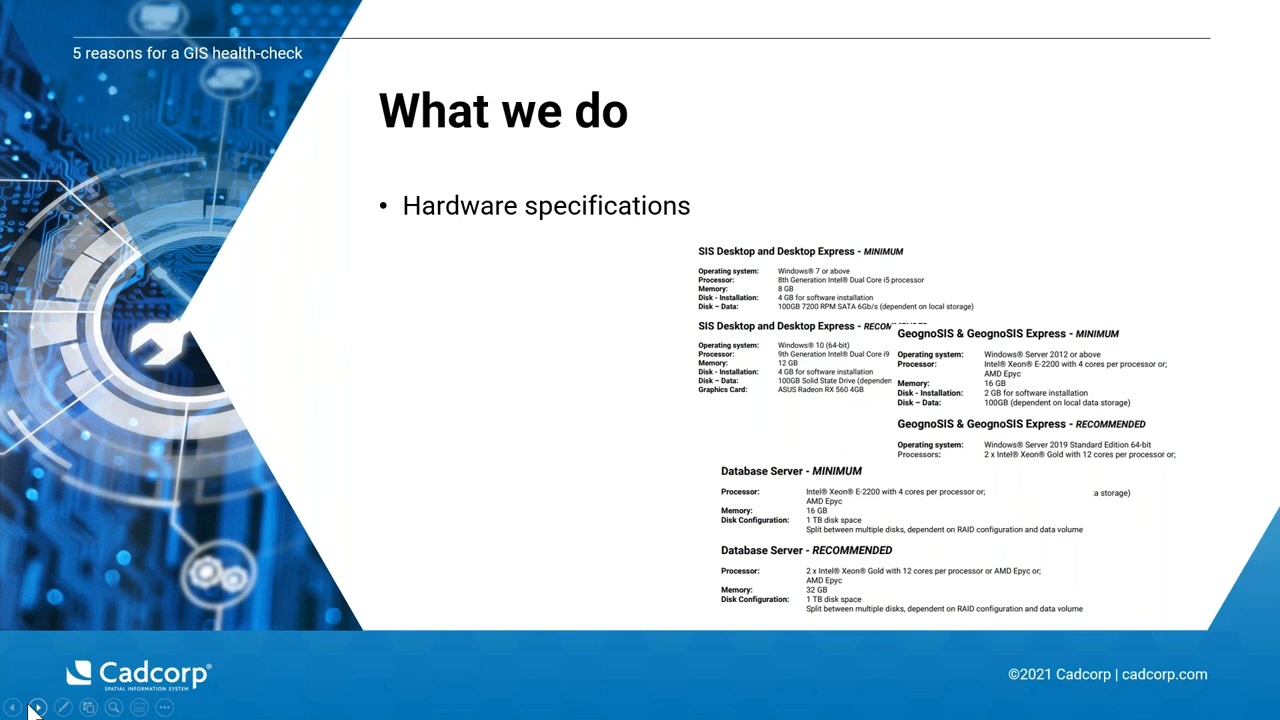 5 reasons for a GIS health-check
What we do
• Hardware specifications
SIS Desktop and Desktop Express - MINIMUM
Operating system: Windows® 7 or above
Processor: 8th Generation Intel® Dual Core i5 processor
Memory: 8 GB
Disk - Installation: 4 GB for software installation
Disk – Data: 100GB 7200 RPM SATA 6Gb/s (dependent on local storage)
SIS Desktop and Desktop Express -
Operating system: Windows® 10 (64-bit)
Processor: 9th Generation Intel® Dual Core i9
Memory: 12 GB
Disk - Installation: 4 GB for software installation
Disk – Data: 100GB Solid State Drive (dependen
Graphics Card: ASUS Radeon RX 560 4GB
GeognoSIS & GeognoSIS Express - MINIMUM
Operating system: Windows® Server 2012 or above
Processor: Intel® Xeon® E-2200 with 4 cores per processor or;
AMD Epyc
Memory: 16 GB
Disk - Installation: 2 GB for software installation
Disk – Data: 100GB (dependent on local data storage)
GeognoSIS & GeognoSIS Express - RECOMMENDED
Operating system: Windows® Server 2019 Standard Edition 64-bit
Processors: 2 x Intel® Xeon® Gold with 12 cores per processor or;
a storage)
Database Server - MINIMUM
Processor: Intel® Xeon® E-2200 with 4 cores per processor or;
AMD Epyc
Memory: 16 GB
Disk Configuration: 1 TB disk space
Split between multiple disks, dependent on RAID configuration and data volume
Database Server - RECOMMENDED
Processor: 2 x Intel® Xeon® Gold with 12 cores per processor or AMD Epyc or;
AMD Epyc
Memory: 32 GB
Disk Configuration: 1 TB disk space
Split between multiple disks, dependent on RAID configuration and data volume
Cadcorp®
SPATIAL INFORMATION SYSTEM
©2021 Cadcorp | cadcorp.com